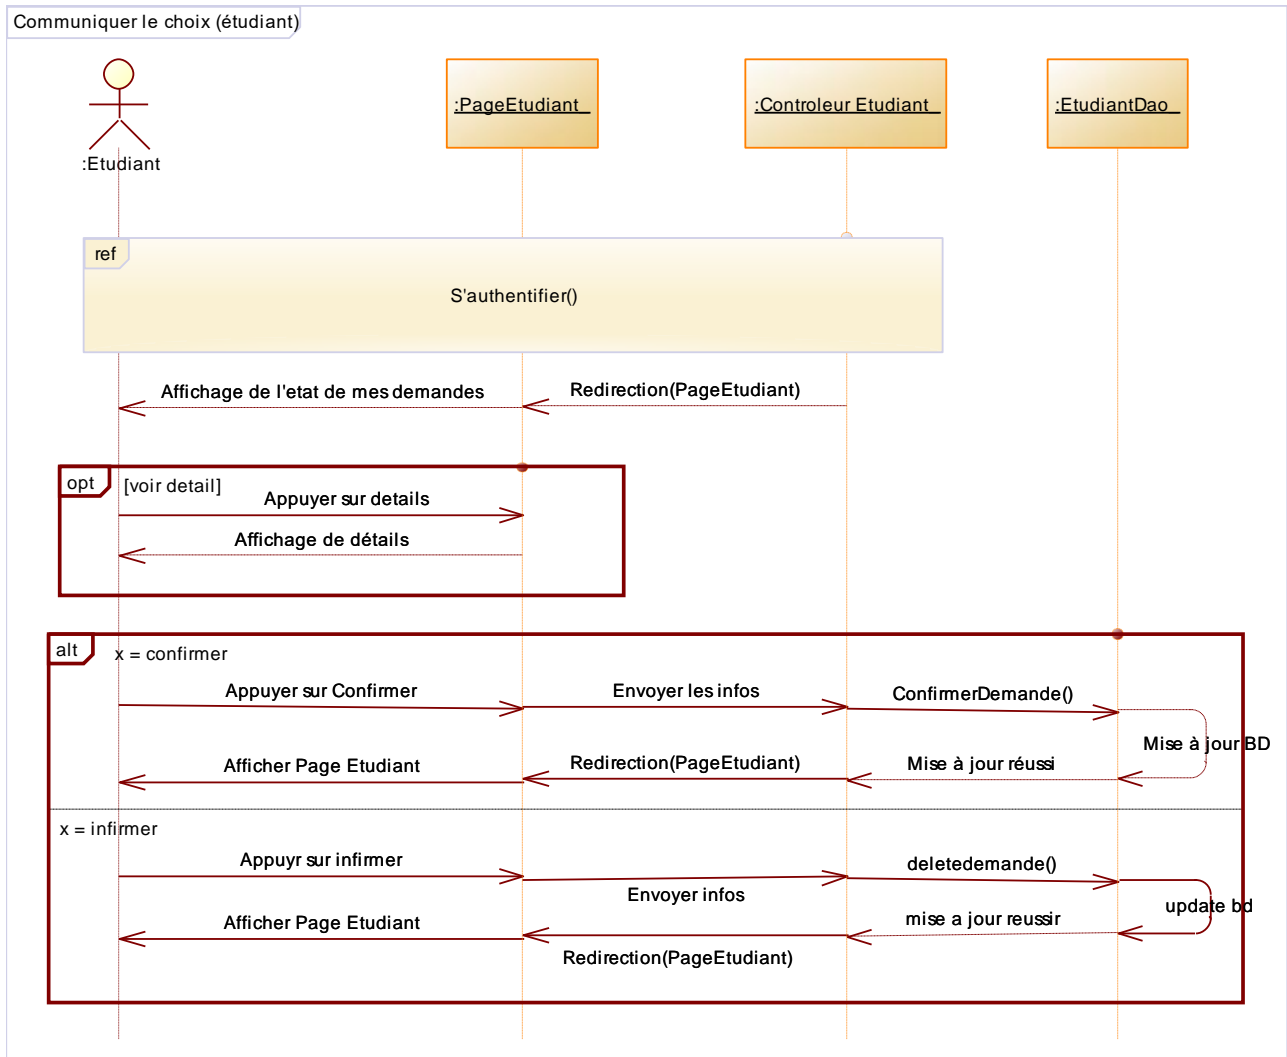 Communiquer le choix (étudiant)
:Etudiant
:PageEtudiant
:Controleur Etudiant
:EtudiantDao
ref
S'authentifier()
Affichage de l'etat de mes demandes
Redirection(PageEtudiant)
opt
[voir detail]
Appuyer sur details
Affichage de détails
alt
x = confirmer
Appuyer sur Confirmer
Envoyer les infos
ConfirmerDemande()
Mise à jour BD
Afficher Page Etudiant
Redirection(PageEtudiant)
Mise à jour réussi
x = infirmer
Appuyr sur infirmer
Envoyer infos
deletedemande()
update bd
Afficher Page Etudiant
Redirection(PageEtudiant)
mise a jour reussir